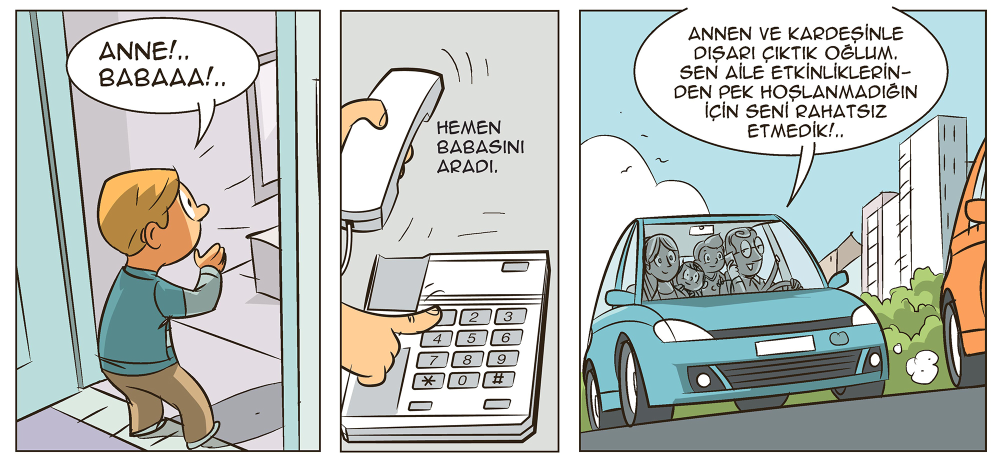 ANNE!..
BABAAA!..
HEMEN
BABASINI
ARADI.
2 3
4 5 6
7 8 9
* 0 #
ANNEN VE KARDEŞİNLE
DIŞARI ÇIKTIK OĞLUM.
SEN AİLE ETKİNLİKLERİN-
DEN PEK HOŞLANMADIĞIN
İÇİN SENİ RAHATSIZ
ETMEDİK!..